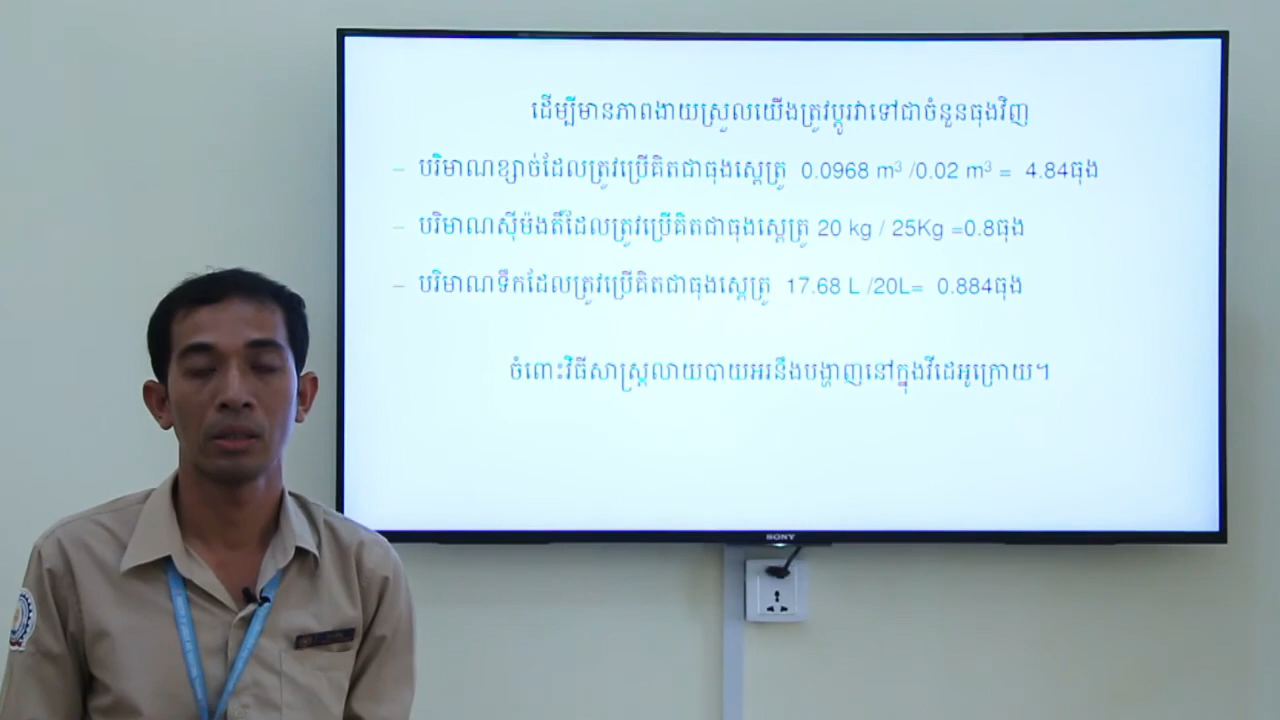 ដើម្បីមានភាពងាយស្រួលយើងត្រូវប្តូរវាទៅជាចំនួនធុងវិញ
– បរិមាណខ្សាច់ដែលត្រូវប្រើគិតជាធុងស្តេត្រូ 0.0968 m³ /0.02 m³ = 4.84ធុង
– បរិមាណស៊ីម៉ងតិ៍ដែលត្រូវប្រើគិតជាធុងស្តេត្រូ 20 kg / 25Kg =0.8ធុង
– បរិមាណទឹកដែលត្រូវប្រើគិតជាធុងស្តេត្រូ 17.68 L /20L= 0.884ធុង
ចំពោះវិធីសាស្ត្រលាយបាយអរនឹងបង្ហាញនៅក្នុងវីដេអូក្រោយ។
SONY